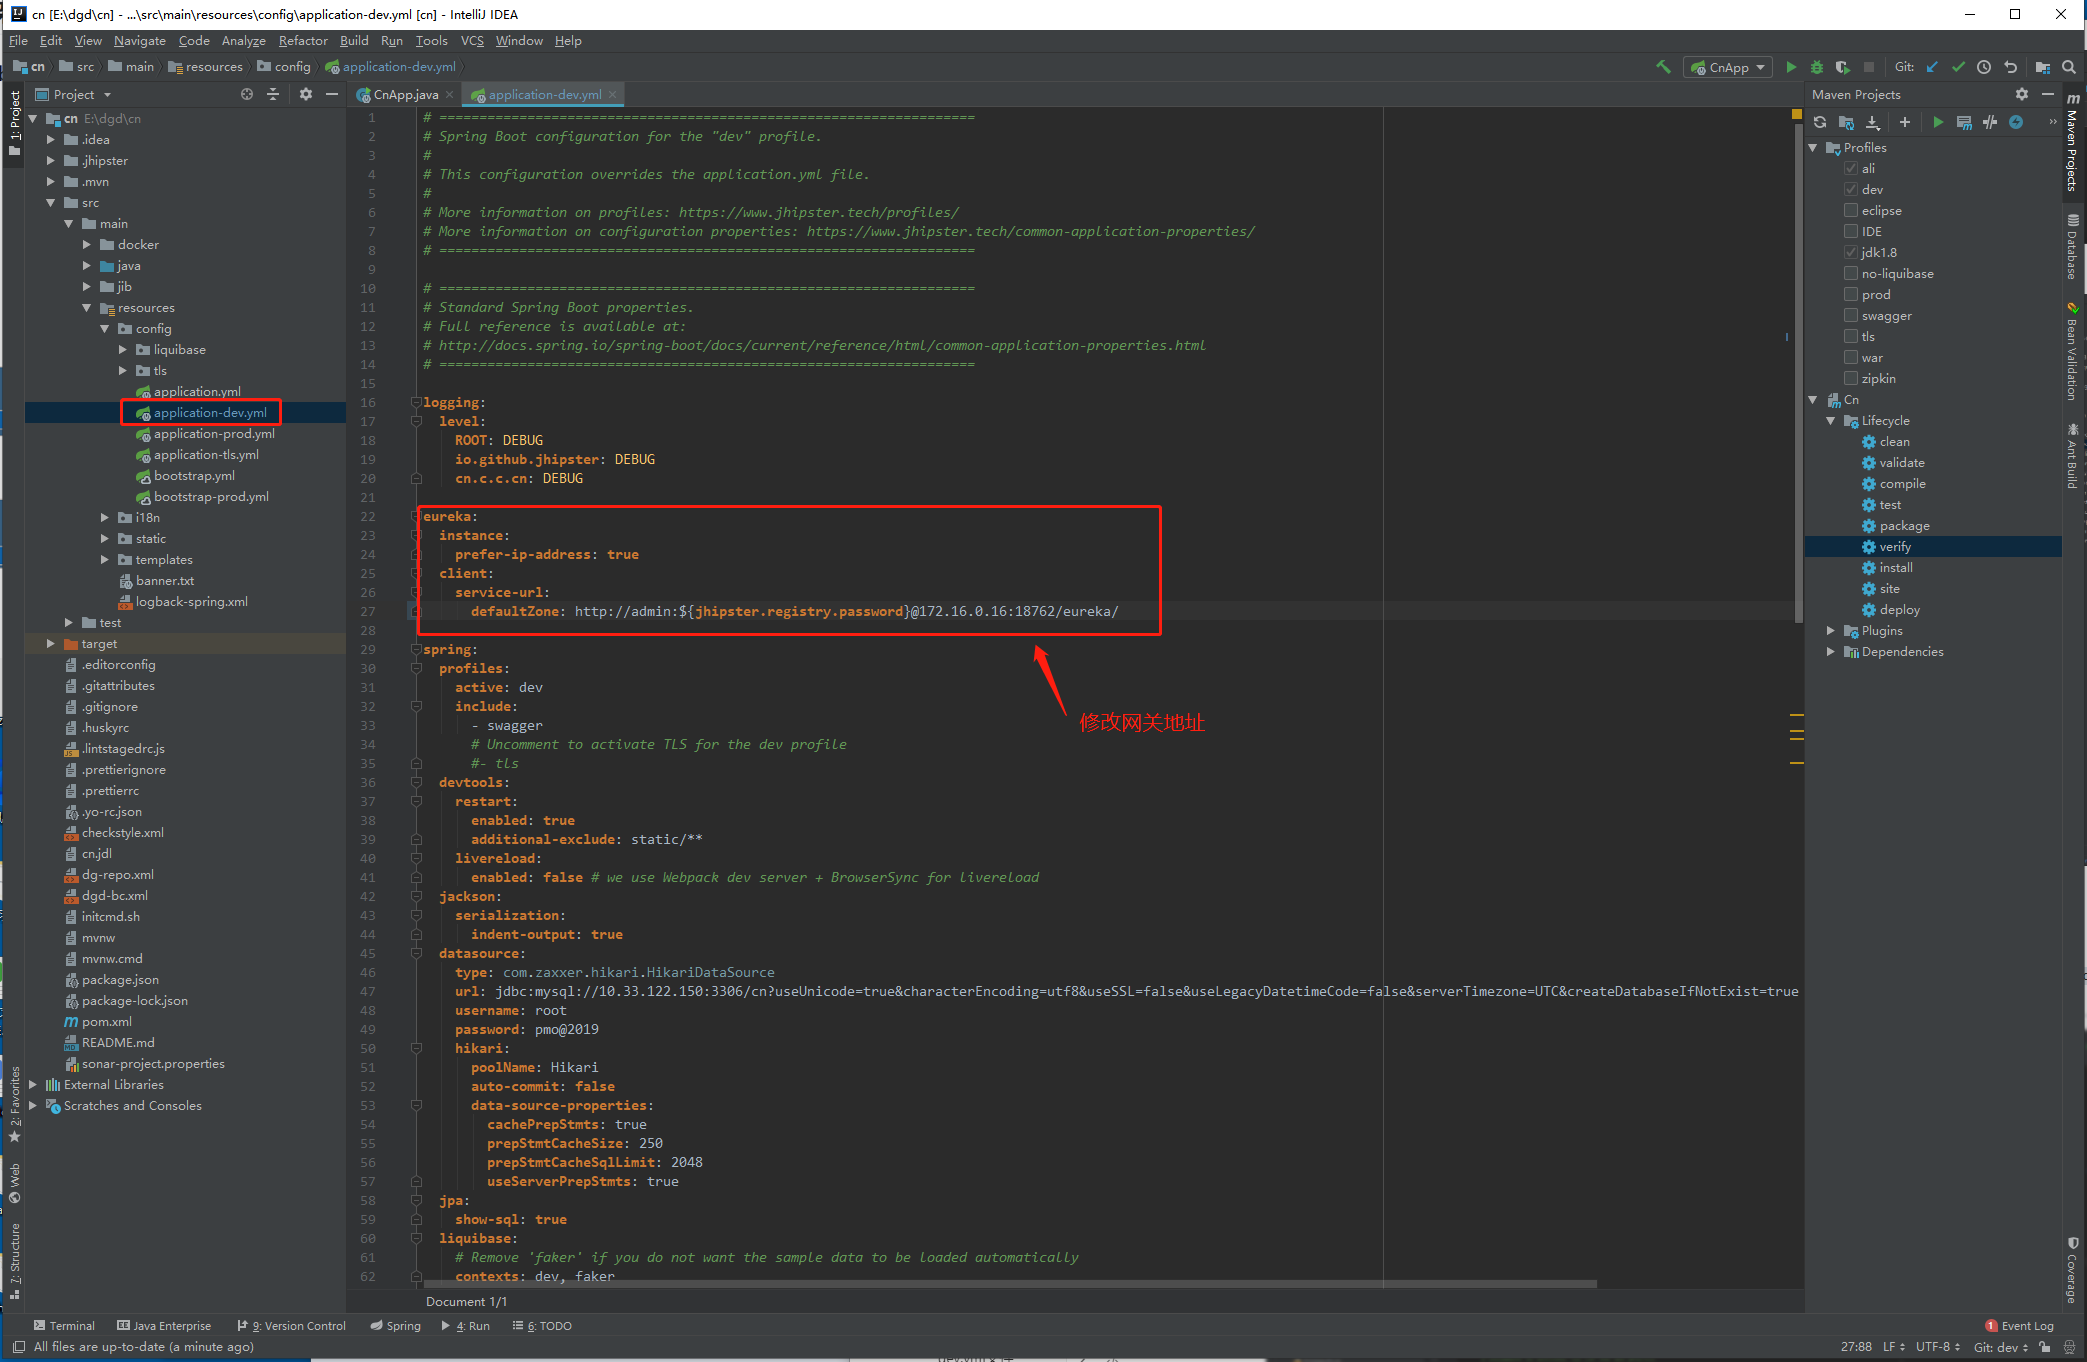 cn [E:\dgd\cn] - ...\src\main\resources\config\application-dev.yml [cn] - IntelliJ IDEA
File Edit View Navigate Code Analyze Refactor Build Run Tools VCS Window Help
cn src main resources config application-dev.yml
CnApp Git:
Project
CnApp.java application-dev.yml
Maven Projects
1: Project
cn E:\dgd\cn
.idea
.jhipster
.mvn
src
main
docker
java
jib
resources
config
liquibase
tls
application.yml
application-dev.yml
application-prod.yml
application-tls.yml
bootstrap.yml
bootstrap-prod.yml
i18n
static
templates
banner.txt
logback-spring.xml
test
target
.editorconfig
.gitattributes
.gitignore
.huskyrc
.lintstagedrc.js
.prettierignore
.prettierrc
.yo-rc.json
checkstyle.xml
cn.jdl
dg-repo.xml
dgd-bc.xml
initcmd.sh
mvnw
mvnw.cmd
package.json
package-lock.json
pom.xml
README.md
sonar-project.properties
External Libraries
Scratches and Consoles
2: Favorites
Web
7: Structure
1 # ===================================================================
2 # Spring Boot configuration for the "dev" profile.
3 #
4 # This configuration overrides the application.yml file.
5 #
6 # More information on profiles: https://www.jhipster.tech/profiles/
7 # More information on configuration properties: https://www.jhipster.tech/common-application-properties/
8 # ===================================================================
9
10 # ===================================================================
11 # Standard Spring Boot properties.
12 # Full reference is available at:
13 # http://docs.spring.io/spring-boot/docs/current/reference/html/common-application-properties.html
14 # ===================================================================
15
16 logging:
17 level:
18 ROOT: DEBUG
19 io.github.jhipster: DEBUG
20 cn.c.c.cn: DEBUG
21
22 eureka:
23 instance:
24 prefer-ip-address: true
25 client:
26 service-url:
27 defaultZone: http://admin:${jhipster.registry.password}@172.16.0.16:18762/eureka/
28
29 spring:
30 profiles:
31 active: dev
32 include:
33 - swagger
34 # Uncomment to activate TLS for the dev profile
35 #- tls
36 devtools:
37 restart:
38 enabled: true
39 additional-exclude: static/**
40 livereload:
41 enabled: false # we use Webpack dev server + BrowserSync for livereload
42 jackson:
43 serialization:
44 indent-output: true
45 datasource:
46 type: com.zaxxer.hikari.HikariDataSource
47 url: jdbc:mysql://10.33.122.150:3306/cn?useUnicode=true&characterEncoding=utf8&useSSL=false&useLegacyDatetimeCode=false&serverTimezone=UTC&createDatabaseIfNotExist=true
48 username: root
49 password: pmo@2019
50 hikari:
51 poolName: Hikari
52 auto-commit: false
53 data-source-properties:
54 cachePrepStmts: true
55 prepStmtCacheSize: 250
56 prepStmtCacheSqlLimit: 2048
57 useServerPrepStmts: true
58 jpa:
59 show-sql: true
60 liquibase:
61 # Remove 'faker' if you do not want the sample data to be loaded automatically
62 contexts: dev, faker
修改网关地址
Document 1/1
Profiles
ali
dev
eclipse
IDE
jdk1.8
no-liquibase
prod
swagger
tls
war
zipkin
Cn
Lifecycle
clean
validate
compile
test
package
verify
install
site
deploy
Plugins
Dependencies
Maven Projects
Database
Bean Validation
Ant Build
Coverage
Terminal Java Enterprise 9: Version Control Spring 4: Run 6: TODO
1 Event Log
All files are up-to-date (a minute ago)
27:88 LF UTF-8 Git: dev